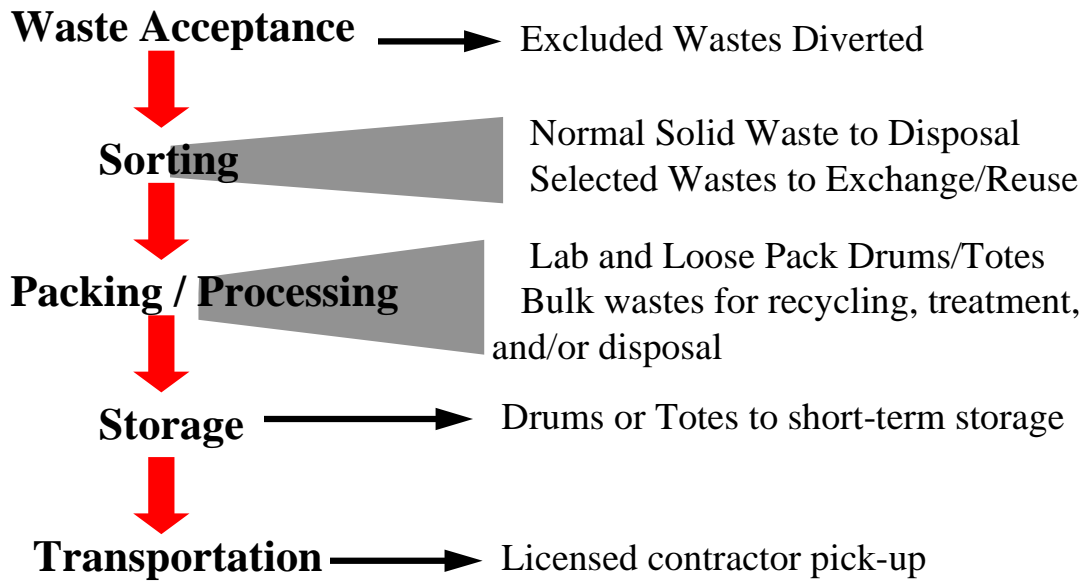 Waste Acceptance
Excluded Wastes Diverted
Sorting
Normal Solid Waste to Disposal
Selected Wastes to Exchange/Reuse
Packing / Processing
Lab and Loose Pack Drums/Totes
Bulk wastes for recycling, treatment,
and/or disposal
Storage
Drums or Totes to short-term storage
Transportation
Licensed contractor pick-up